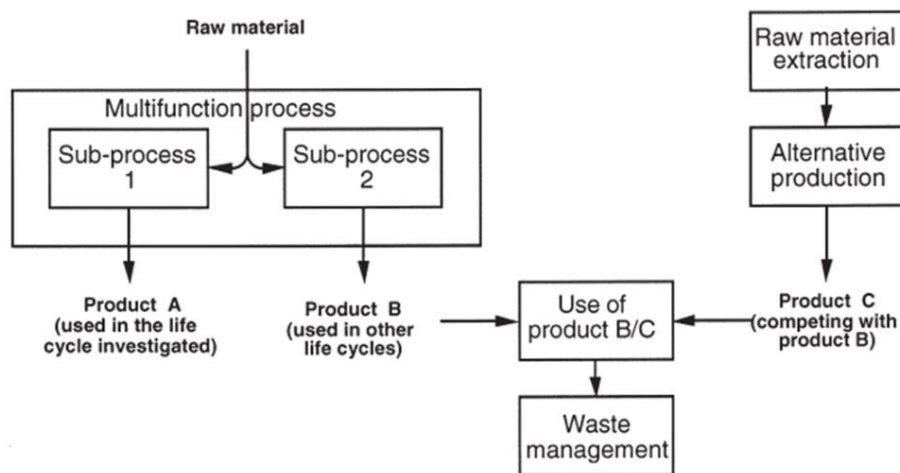 Raw material
Multifunction process
Sub-process
1
Sub-process
2
Product A
(used in the life
cycle investigated)
Product B
(used in other
life cycles)
Use of
product B/C
Waste
management
Raw material
extraction
Alternative
production
Product C
(competing with
product B)